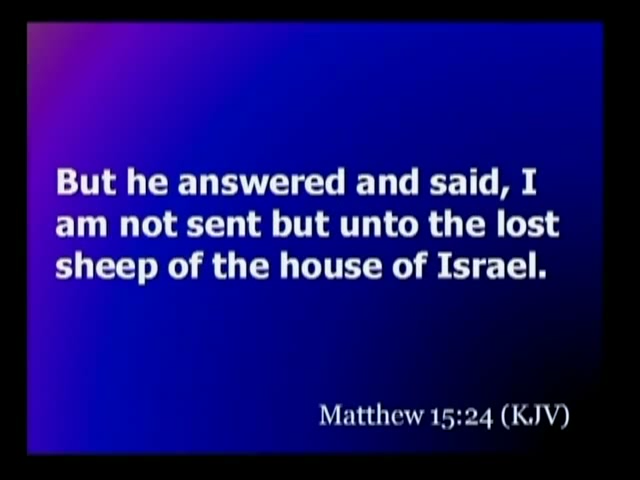 But he answered and said, I
am not sent but unto the lost
sheep of the house of Israel.
Matthew 15:24 (KJV)